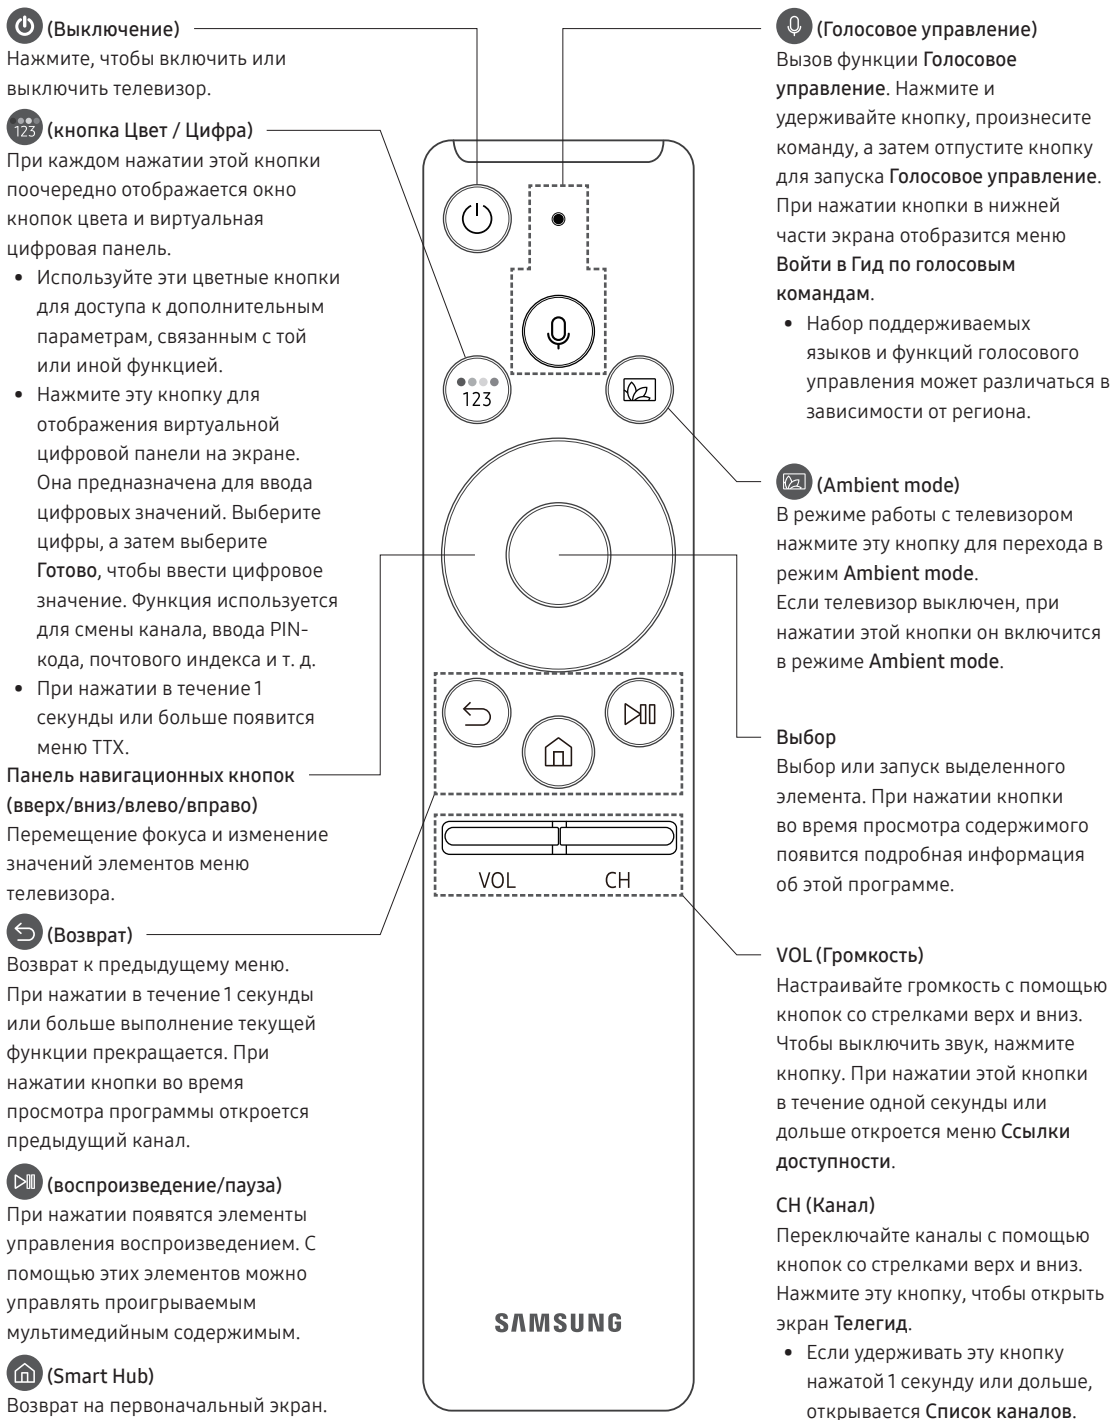 (Выключение)
Нажмите, чтобы включить или
выключить телевизор.
123 (кнопка Цвет / Цифра)
При каждом нажатии этой кнопки
поочередно отображается окно
кнопок цвета и виртуальная
цифровая панель.
• Используйте эти цветные кнопки
для доступа к дополнительным
параметрам, связанным с той
или иной функцией.
• Нажмите эту кнопку для
отображения виртуальной
цифровой панели на экране.
Она предназначена для ввода
цифровых значений. Выберите
цифры, а затем выберите
Готово, чтобы ввести цифровое
значение. Функция используется
для смены канала, ввода PIN-
кода, почтового индекса и т. д.
• При нажатии в течение 1
секунды или больше появится
меню TTX.
Панель навигационных кнопок
(вверх/вниз/влево/вправо)
Перемещение фокуса и изменение
значений элементов меню
телевизора.
(Возврат)
Возврат к предыдущему меню.
При нажатии в течение 1 секунды
или больше выполнение текущей
функции прекращается. При
нажатии кнопки во время
просмотра программы откроется
предыдущий канал.
(воспроизведение/пауза)
При нажатии появятся элементы
управления воспроизведением. С
помощью этих элементов можно
управлять проигрываемым
мультимедийным содержимым.
(Smart Hub)
Возврат на первоначальный экран.
123
VOL CH
SAMSUNG
(Голосовое управление)
Вызов функции Голосовое
управление. Нажмите и
удерживайте кнопку, произнесите
команду, а затем отпустите кнопку
для запуска Голосовое управление.
При нажатии кнопки в нижней
части экрана отобразится меню
Войти в Гид по голосовым
командам.
• Набор поддерживаемых
языков и функций голосового
управления может различаться в
зависимости от региона.
(Ambient mode)
В режиме работы с телевизором
нажмите эту кнопку для перехода в
режим Ambient mode.
Если телевизор выключен, при
нажатии этой кнопки он включится
в режиме Ambient mode.
Выбор
Выбор или запуск выделенного
элемента. При нажатии кнопки
во время просмотра содержимого
появится подробная информация
об этой программе.
VOL (Громкость)
Настраивайте громкость с помощью
кнопок со стрелками верх и вниз.
Чтобы выключить звук, нажмите
кнопку. При нажатии этой кнопки
в течение одной секунды или
дольше откроется меню Ссылки
доступности.
CH (Канал)
Переключайте каналы с помощью
кнопок со стрелками верх и вниз.
Нажмите эту кнопку, чтобы открыть
экран Телегид.
• Если удерживать эту кнопку
нажатой 1 секунду или дольше,
открывается Список каналов.